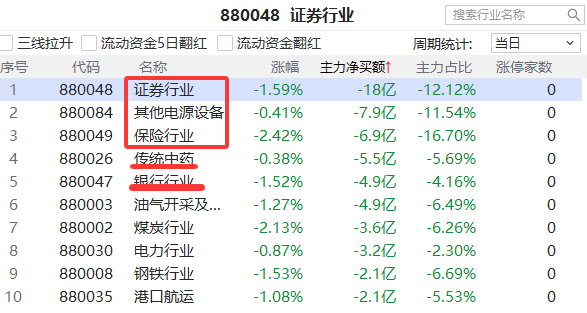 880048 证券行业
搜索行业名称
三线拉升 流动资金5日翻红 流动资金翻红 周期统计： 当日
序号 代码 名称 涨幅 主力净买额↑ 主力占比 涨停家数
1 880048 证券行业 -1.59% -18亿 -12.12% 0
2 880084 其他电源设备 -0.41% -7.9亿 -11.54% 0
3 880049 保险行业 -2.42% -6.9亿 -16.70% 0
4 880026 传统中药 -0.38% -5.5亿 -5.69% 0
5 880047 银行行业 -1.52% -4.9亿 -4.16% 0
6 880003 油气开采及... -1.27% -4.9亿 -6.49% 0
7 880002 煤炭行业 -2.13% -3.6亿 -6.26% 0
8 880030 电力行业 -0.87% -3.2亿 -2.30% 0
9 880008 钢铁行业 -1.53% -2.1亿 -6.69% 0
10 880035 港口航运 -1.08% -2.1亿 -5.53% 0